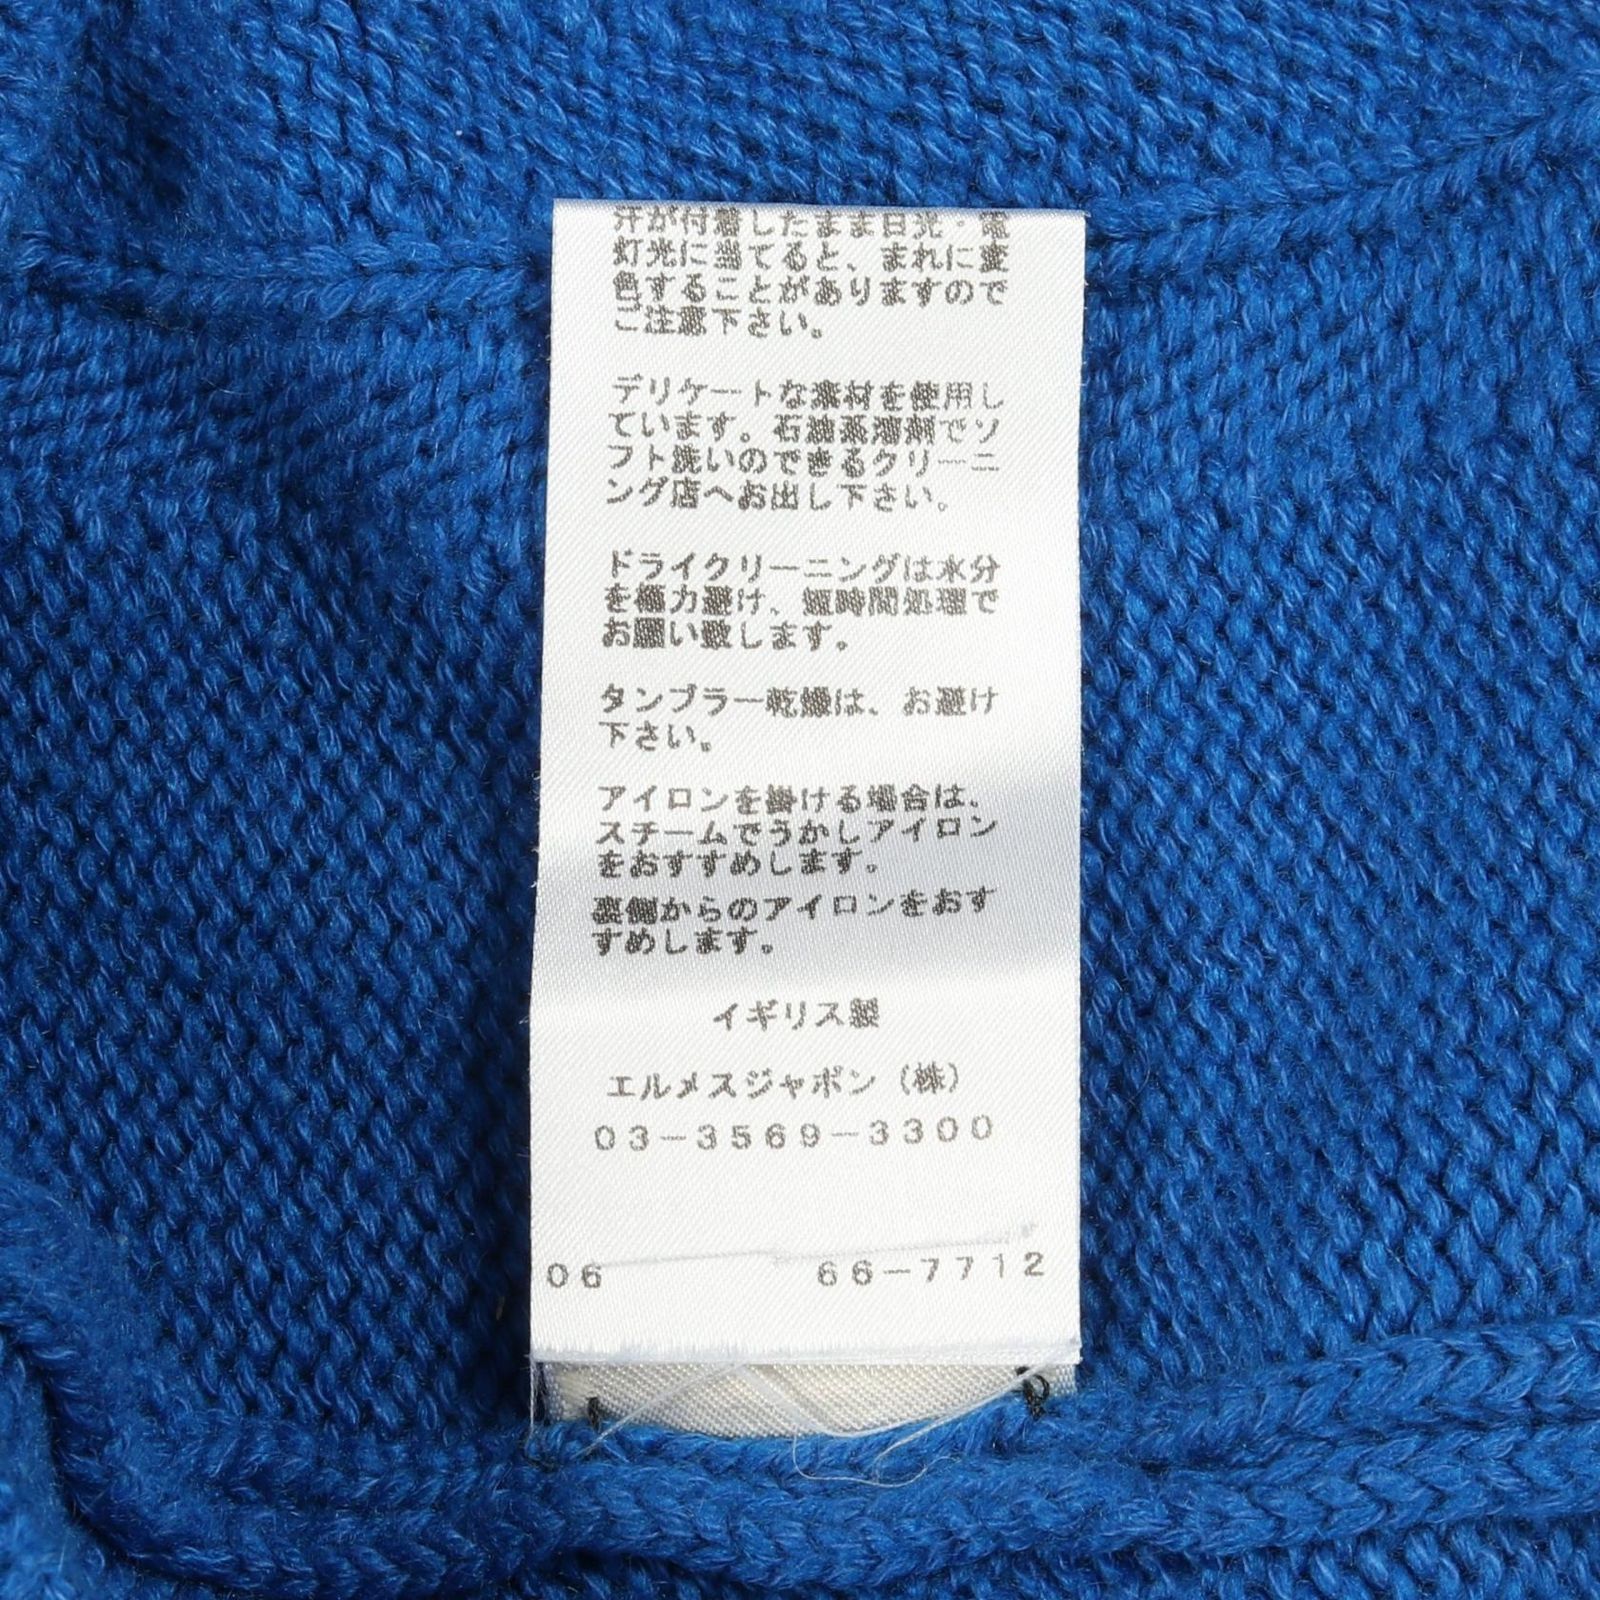 汗が付着したまま日光・電
灯光に当てると、まれに変
色することがありますので
ご注意下さい。
デリケートな素材を使用し
ています。石油系溶剤でソ
フト洗いのできるクリーニ
ング店へお出し下さい。
ドライクリーニングは水分
を極力避け、短時間処理で
お願い致します。
タンブラー乾燥は、お避け
下さい。
アイロンを掛ける場合は、
スチームでうかしアイロン
をおすすめします。
裏側からのアイロンをおす
すめします。
イギリス製
エルメスジャポン（株）
03-3569-3300
06 66-7712